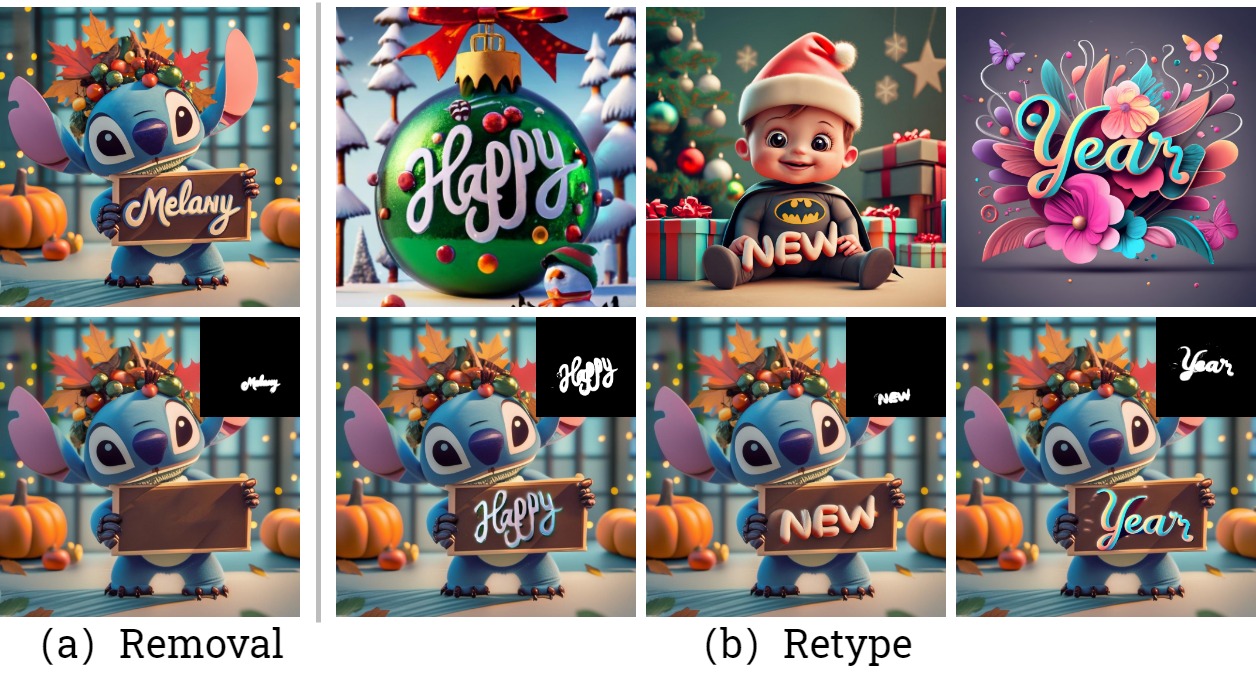 Melany
Happy
NEW
Year
Melany
Happy
NEW
Year
Happy
NEW
Year
(a) Removal
(b) Retype